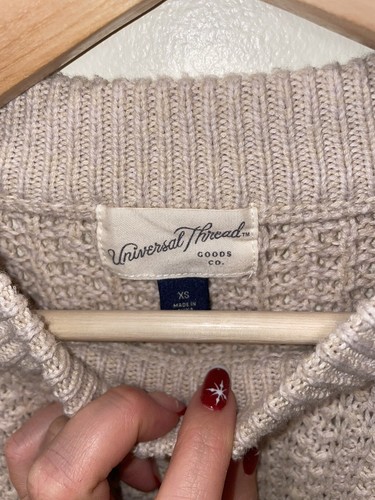 Universal Thread™
GOODS
CO.
XS
MADE IN